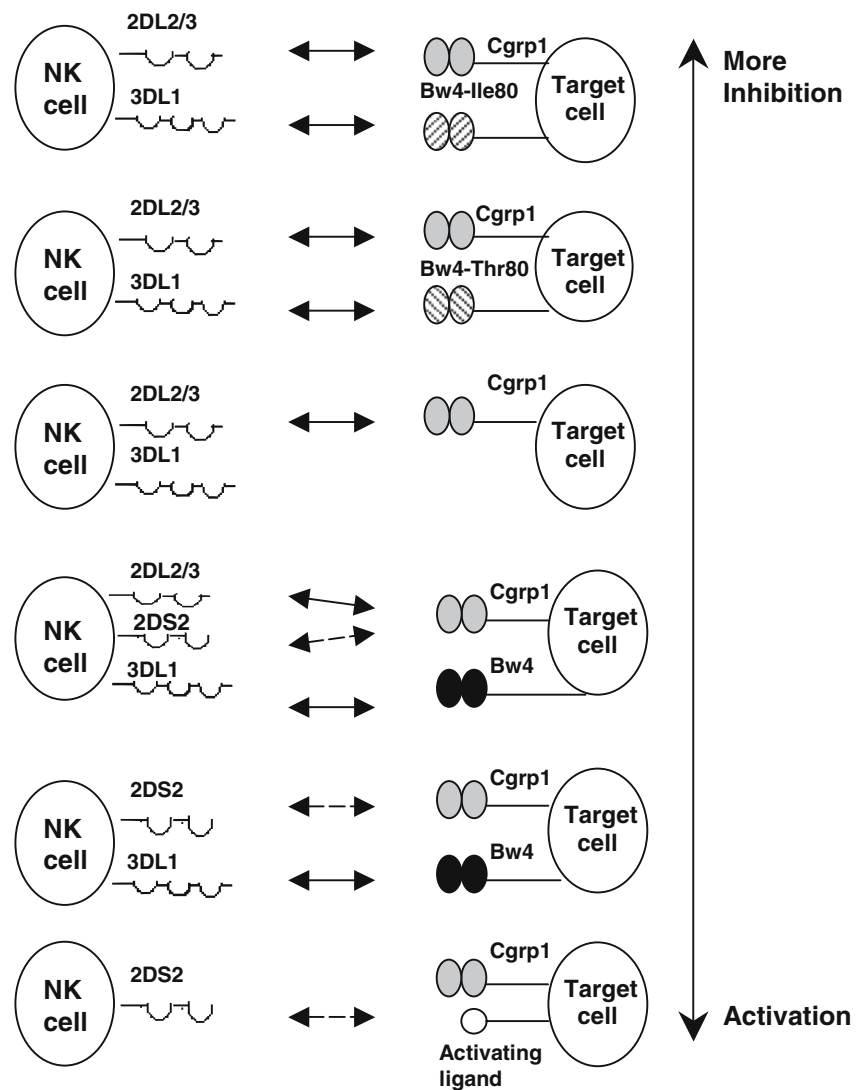 2DL2/3
NK
cell
3DL1
Cgrp1
Bw4-Ile80
Target
cell
More
Inhibition
2DL2/3
NK
cell
3DL1
Cgrp1
Bw4-Thr80
Target
cell
2DL2/3
NK
cell
3DL1
Cgrp1
Target
cell
2DL2/3
NK
cell
2DS2
3DL1
Cgrp1
Bw4
Target
cell
2DS2
NK
cell
3DL1
Cgrp1
Bw4
Target
cell
2DS2
NK
cell
Cgrp1
Activating
ligand
Target
cell
Activation